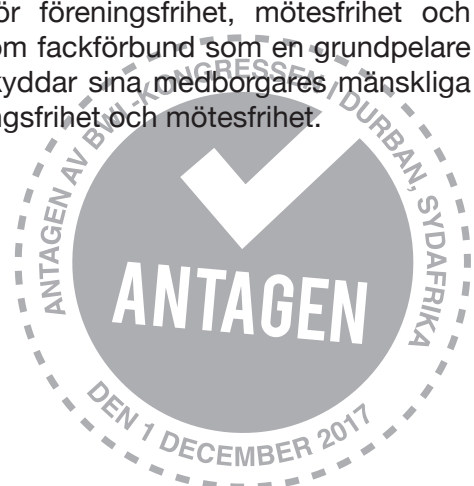 ör föreningsfrihet, mötesfrihet och
om fackförbund som en grundpelare
kyddar sina medborgares mänskliga
ngsfrihet och mötesfrihet.
ANTAGEN AV BWI-KONGRESSEN I DURBAN, SYDAFRIKA
ANTAGEN
DEN 1 DECEMBER 2017